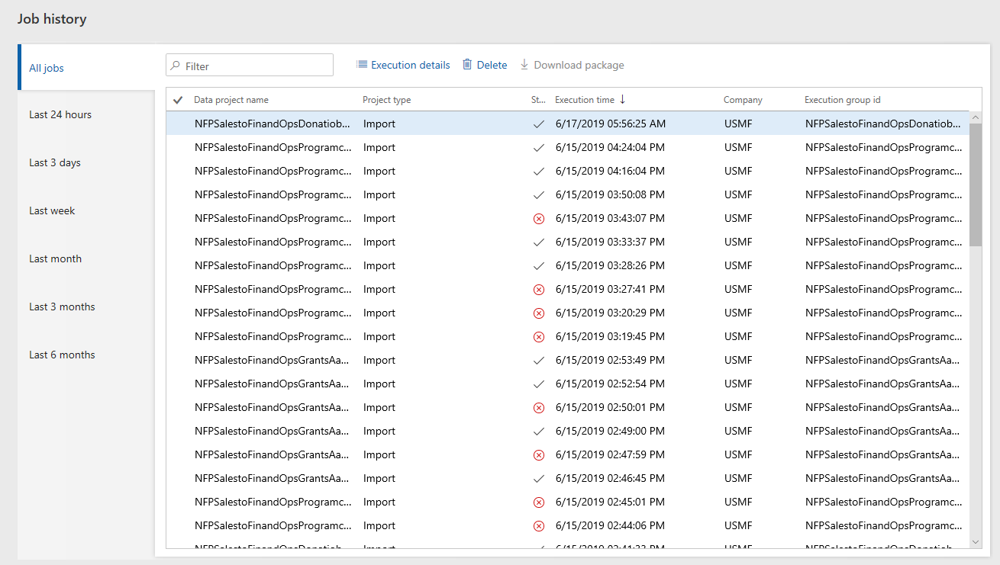 Job history
All jobs
Last 24 hours
Last 3 days
Last week
Last month
Last 3 months
Last 6 months
Filter Execution details Delete Download package
Data project name Project type St... Execution time Company Execution group id
NFPSalestoFinandOpsDonatiob... Import 6/17/2019 05:56:25 AM USMF NFPSalestoFinandOpsDonatiob...
NFPSalestoFinandOpsProgramc... Import 6/15/2019 04:24:04 PM USMF NFPSalestoFinandOpsProgramc...
NFPSalestoFinandOpsProgramc... Import 6/15/2019 04:16:04 PM USMF NFPSalestoFinandOpsProgramc...
NFPSalestoFinandOpsProgramc... Import 6/15/2019 03:50:08 PM USMF NFPSalestoFinandOpsProgramc...
NFPSalestoFinandOpsProgramc... Import 6/15/2019 03:43:07 PM USMF NFPSalestoFinandOpsProgramc...
NFPSalestoFinandOpsProgramc... Import 6/15/2019 03:33:37 PM USMF NFPSalestoFinandOpsProgramc...
NFPSalestoFinandOpsProgramc... Import 6/15/2019 03:28:26 PM USMF NFPSalestoFinandOpsProgramc...
NFPSalestoFinandOpsProgramc... Import 6/15/2019 03:27:41 PM USMF NFPSalestoFinandOpsProgramc...
NFPSalestoFinandOpsProgramc... Import 6/15/2019 03:20:29 PM USMF NFPSalestoFinandOpsProgramc...
NFPSalestoFinandOpsProgramc... Import 6/15/2019 03:19:45 PM USMF NFPSalestoFinandOpsProgramc...
NFPSalestoFinandOpsGrantsAa... Import 6/15/2019 02:53:49 PM USMF NFPSalestoFinandOpsGrantsAa...
NFPSalestoFinandOpsGrantsAa... Import 6/15/2019 02:52:54 PM USMF NFPSalestoFinandOpsGrantsAa...
NFPSalestoFinandOpsGrantsAa... Import 6/15/2019 02:50:01 PM USMF NFPSalestoFinandOpsGrantsAa...
NFPSalestoFinandOpsGrantsAa... Import 6/15/2019 02:49:00 PM USMF NFPSalestoFinandOpsGrantsAa...
NFPSalestoFinandOpsGrantsAa... Import 6/15/2019 02:47:59 PM USMF NFPSalestoFinandOpsGrantsAa...
NFPSalestoFinandOpsGrantsAa... Import 6/15/2019 02:46:45 PM USMF NFPSalestoFinandOpsGrantsAa...
NFPSalestoFinandOpsProgramc... Import 6/15/2019 02:45:01 PM USMF NFPSalestoFinandOpsProgramc...
NFPSalestoFinandOpsProgramc... Import 6/15/2019 02:44:06 PM USMF NFPSalestoFinandOpsProgramc...